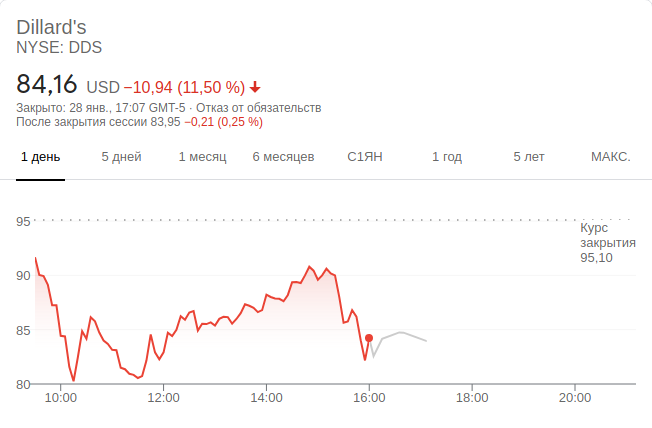 Dillard's
NYSE: DDS
84,16 USD −10,94 (11,50 %)
Закрыто: 28 янв., 17:07 GMT-5 · Отказ от обязательств
После закрытия сессии 83,95 −0,21 (0,25 %)
1 день 5 дней 1 месяц 6 месяцев С1ЯН 1 год 5 лет МАКС.
95
Курс
закрытия
95,10
90
85
80
10:00 12:00 14:00 16:00 18:00 20:00